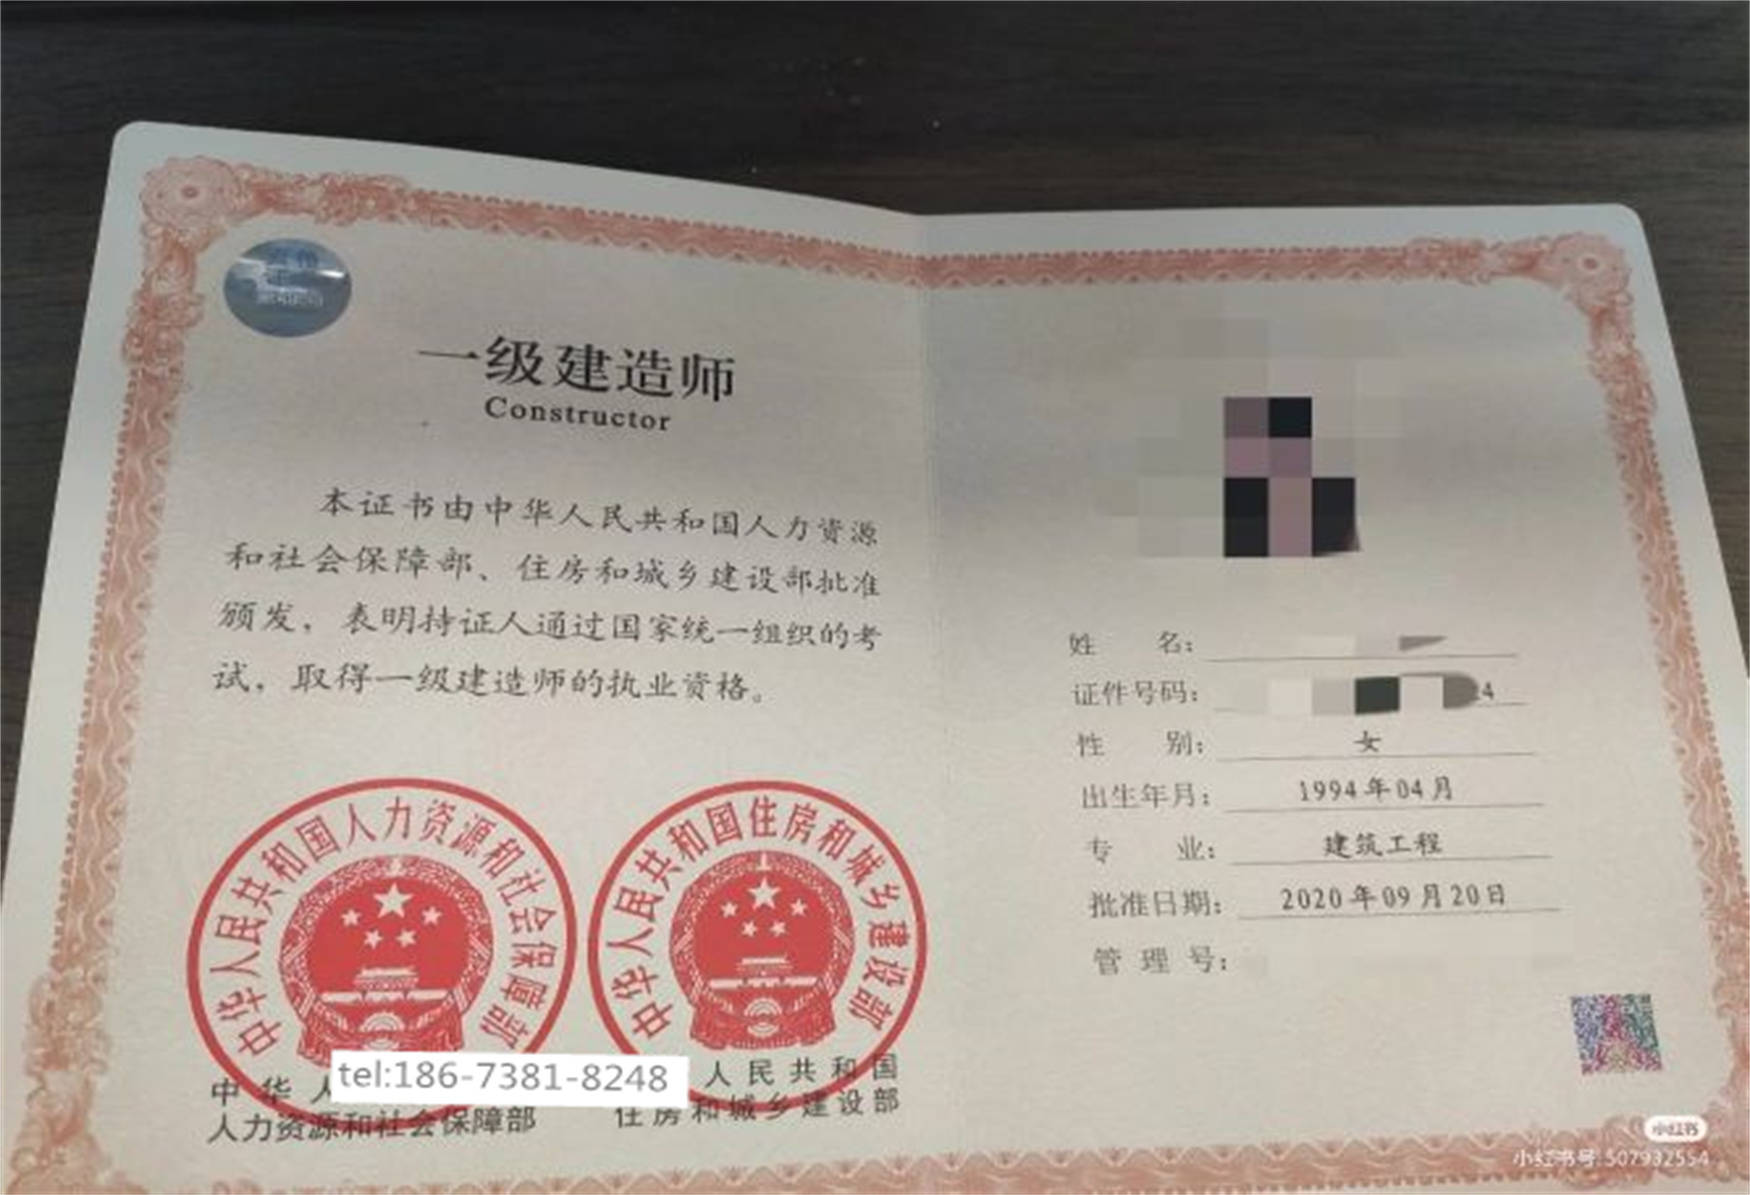 一级建造师
Constructor
本证书由中华人民共和国人力资源
和社会保障部、住房和城乡建设部批准
颁发，表明持证人通过国家统一组织的考
试，取得一级建造师的执业资格。
中华人民共和国人力资源和社会保障部
中华人民共和国住房和城乡建设部
tel:186-7381-8248
中华人
人力资源和社会保障部
人民共和国
住房和城乡建设部
姓名：
证件号码：4
性别：女
出生年月：1994年04月
专业：建筑工程
批准日期：2020年09月20日
管理号：
小红书
小红书号:507932554